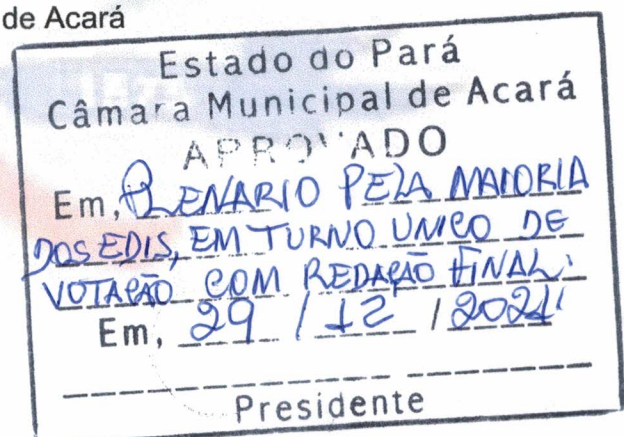 de Acará
Estado do Pará
Câmara Municipal de Acará
APROVADO
Em, PLENARIO PELA MAIORIA
DOS EDIS, EM TURNO UNICO DE
VOTAÇÃO COM REDAÇÃO FINAL.
Em, 29 / 12 / 2021
Presidente